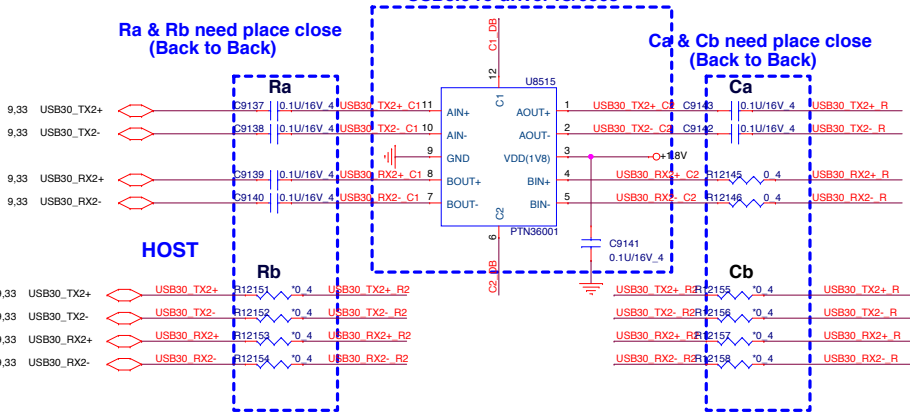 Ra & Rb need place close
(Back to Back)
Ca & Cb need place close
(Back to Back)
C1_DB
12
U8515
C1
Ra
Ca
9,33 USB30_TX2+ C9137 0.1U/16V_4 USB30_TX2+_C1 11 AIN+ AOUT+ 1 USB30_TX2+_C2 C9143 0.1U/16V_4 USB30_TX2+_R
9,33 USB30_TX2- C9138 0.1U/16V_4 USB30_TX2-_C1 10 AIN- AOUT- 2 USB30_TX2-_C2 C9142 0.1U/16V_4 USB30_TX2-_R
9 GND VDD(1V8) 3 +1.8V
9,33 USB30_RX2+ C9139 0.1U/16V_4 USB30_RX2+_C1 8 BOUT+ BIN+ 4 USB30_RX2+_C2 R12145 0_4 USB30_RX2+_R
9,33 USB30_RX2- C9140 0.1U/16V_4 USB30_RX2-_C1 7 BOUT- BIN- 5 USB30_RX2-_C2 R12146 0_4 USB30_RX2-_R
C2
PTN36001
6
C2_DB
C9141
0.1U/16V_4
HOST
Rb
Cb
9,33 USB30_TX2+ USB30_TX2+ R12151 *0_4 USB30_TX2+_R2 USB30_TX2+_R2 R12155 *0_4 USB30_TX2+_R
9,33 USB30_TX2- USB30_TX2- R12152 *0_4 USB30_TX2-_R2 USB30_TX2-_R2 R12156 *0_4 USB30_TX2-_R
9,33 USB30_RX2+ USB30_RX2+ R12153 *0_4 USB30_RX2+_R2 USB30_RX2+_R2 R12157 *0_4 USB30_RX2+_R
9,33 USB30_RX2- USB30_RX2- R12154 *0_4 USB30_RX2-_R2 USB30_RX2-_R2 R12158 *0_4 USB30_RX2-_R